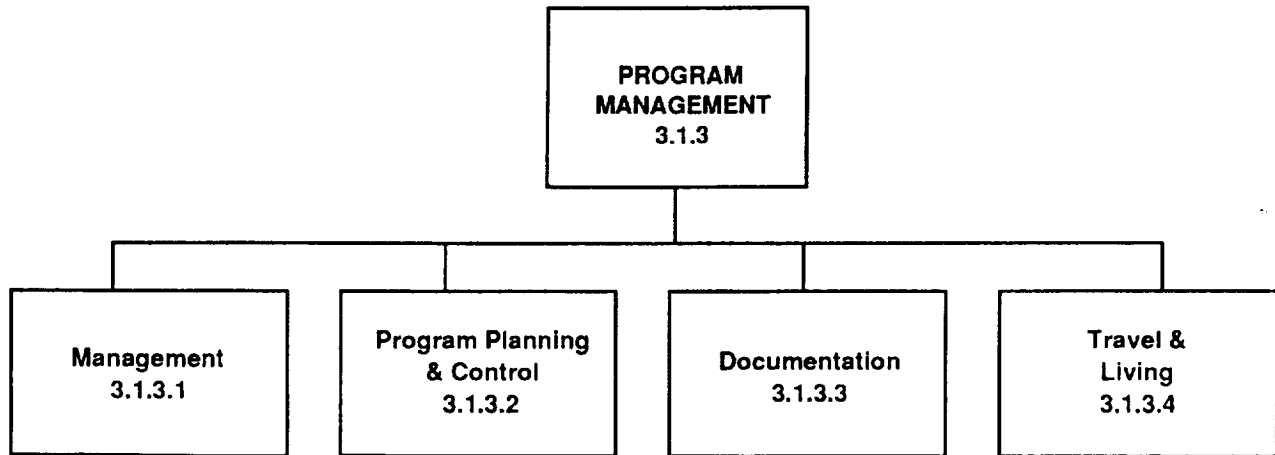 PROGRAM
MANAGEMENT
3.1.3
Management
3.1.3.1
Program Planning
& Control
3.1.3.2
Documentation
3.1.3.3
Travel &
Living
3.1.3.4